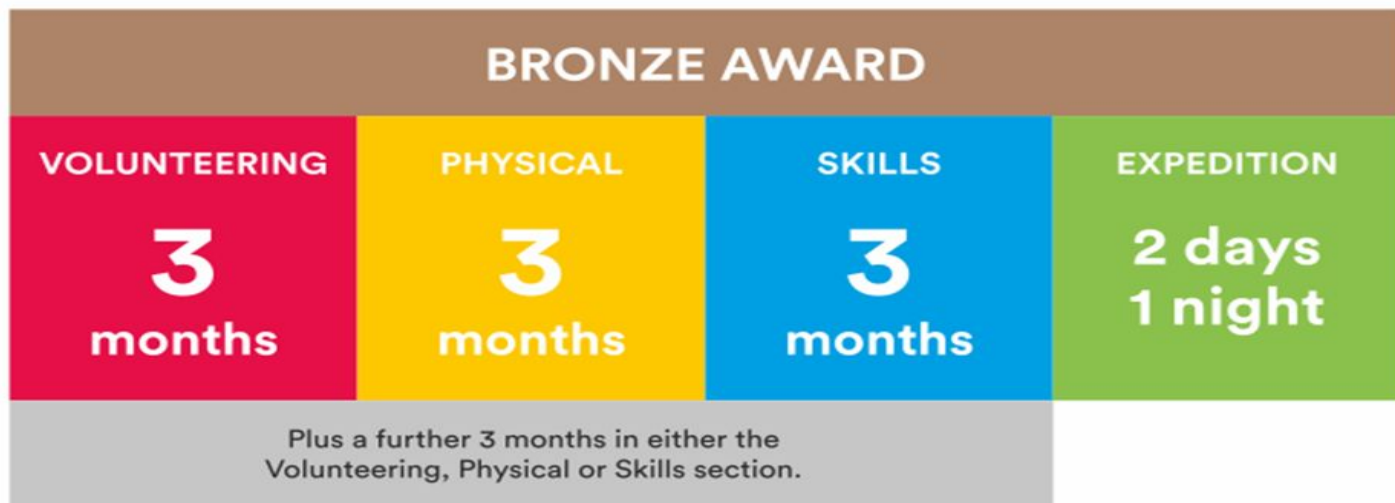 BRONZE AWARD
VOLUNTEERING
3
months
PHYSICAL
3
months
SKILLS
3
months
EXPEDITION
2 days
1 night
Plus a further 3 months in either the
Volunteering, Physical or Skills section.